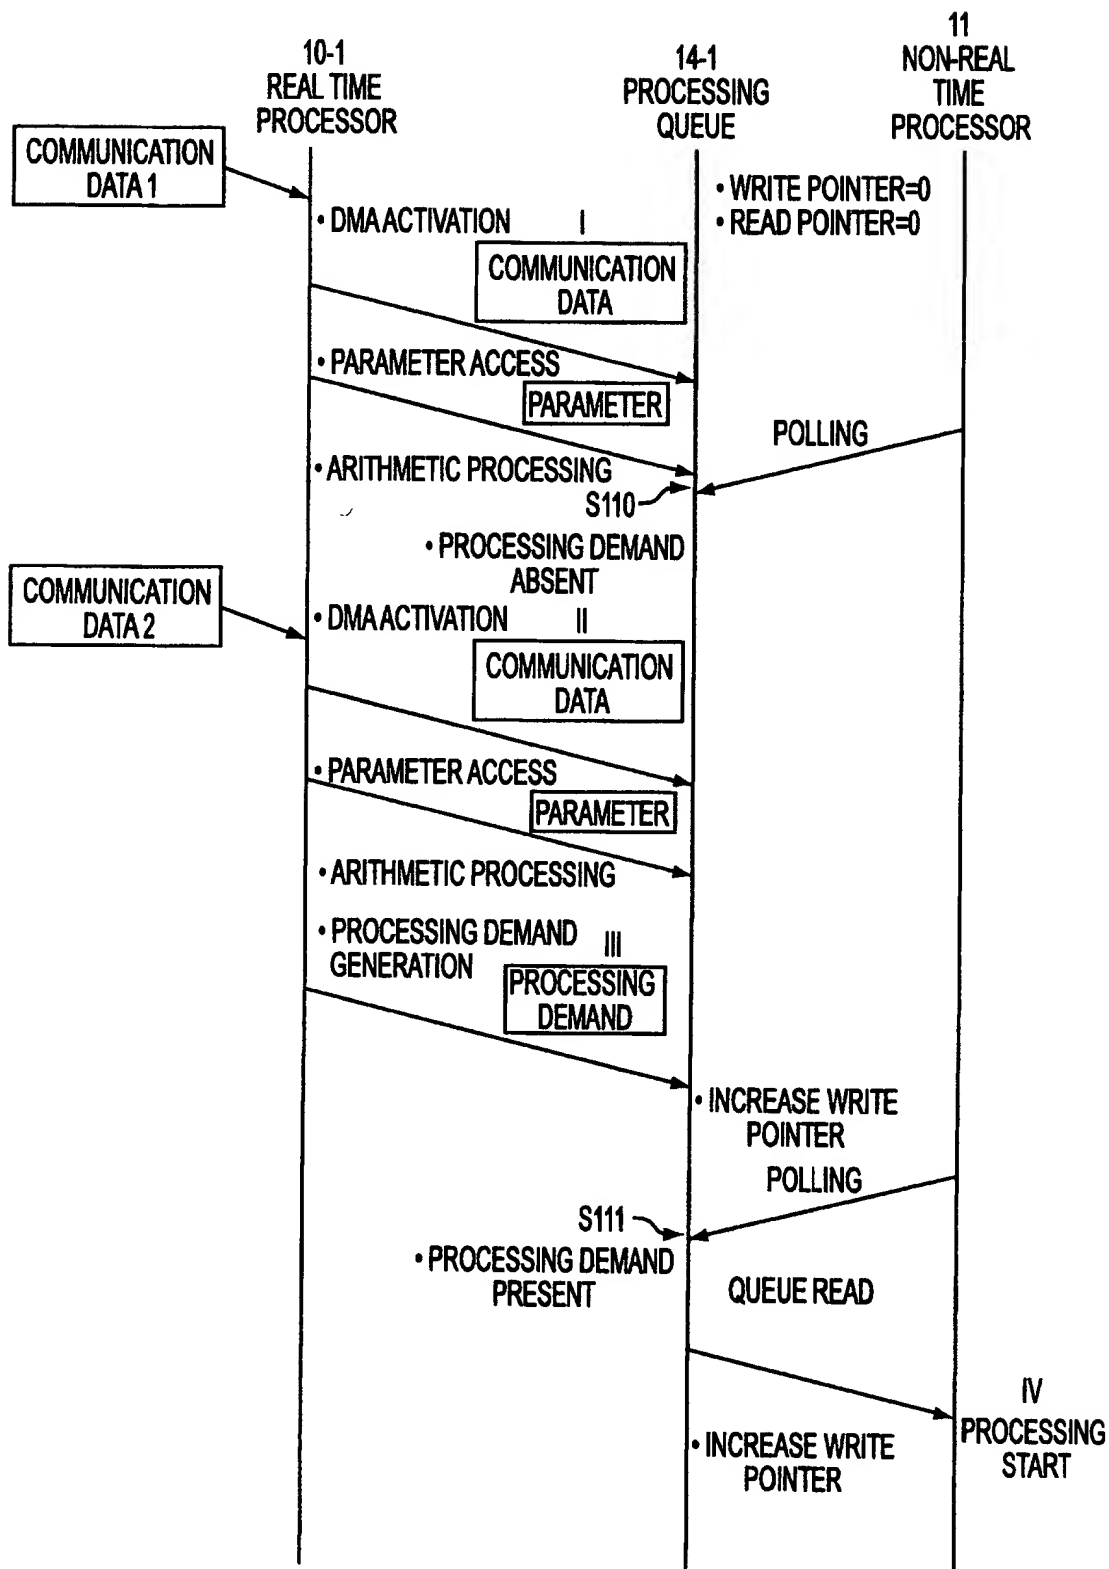 10-1
REAL TIME
PROCESSOR
14-1
PROCESSING
QUEUE
11
NON-REAL
TIME
PROCESSOR
COMMUNICATION
DATA 1
• WRITE POINTER=0
• READ POINTER=0
• DMA ACTIVATION
I
COMMUNICATION
DATA
• PARAMETER ACCESS
PARAMETER
POLLING
• ARITHMETIC PROCESSING
S110
• PROCESSING DEMAND
ABSENT
COMMUNICATION
DATA 2
• DMA ACTIVATION
II
COMMUNICATION
DATA
• PARAMETER ACCESS
PARAMETER
• ARITHMETIC PROCESSING
• PROCESSING DEMAND
GENERATION
III
PROCESSING
DEMAND
• INCREASE WRITE
POINTER
POLLING
S111
• PROCESSING DEMAND
PRESENT
QUEUE READ
IV
PROCESSING
START
• INCREASE WRITE
POINTER